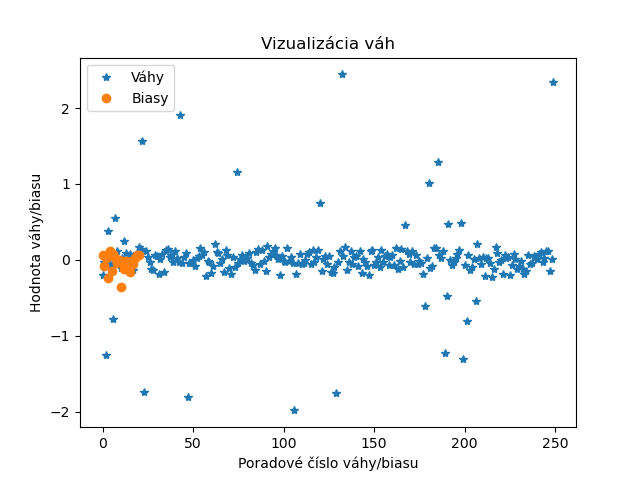 Vizualizácia váh
Váhy
Biasy
Hodnota váhy/biasu
2
1
0
−1
−2
0
50
100
150
200
250
Poradové číslo váhy/biasu